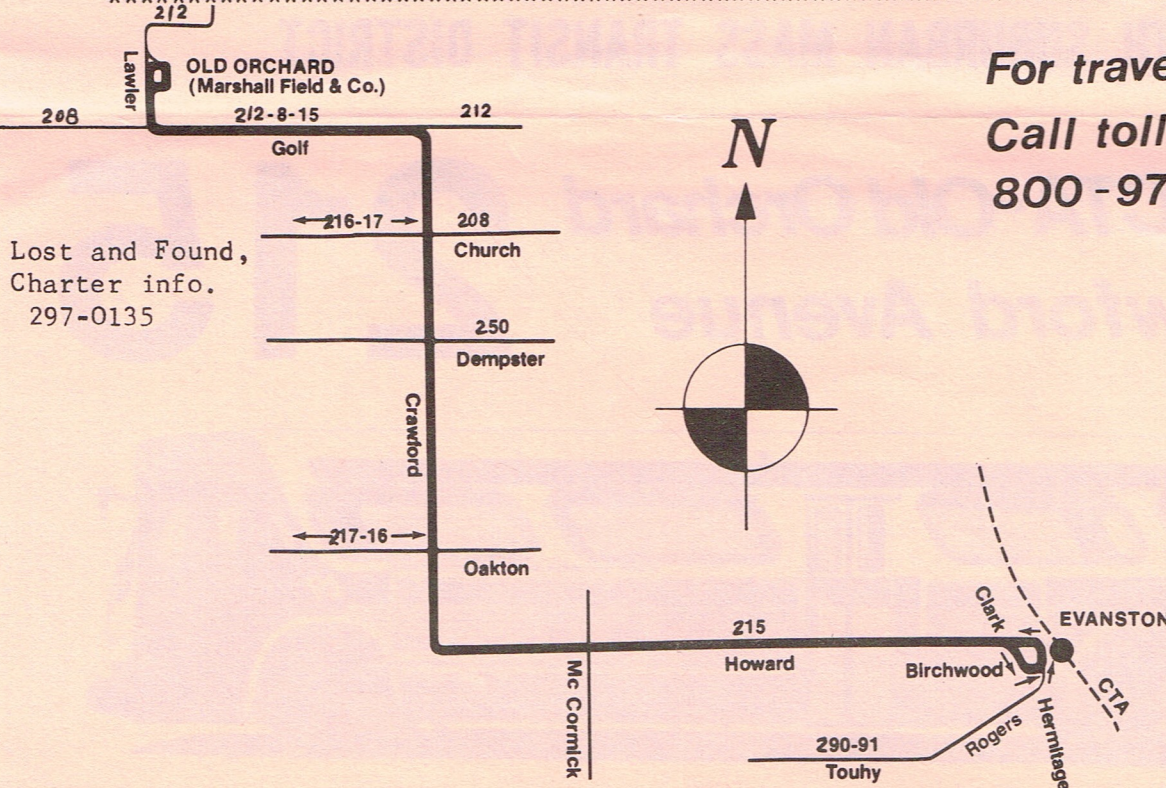 212
Lawler
OLD ORCHARD
(Marshall Field & Co.)
208
212-8-15
212
Golf
N
For trave
Call toll
800-97
216-17
208
Church
Lost and Found,
Charter info.
297-0135
250
Dempster
Crawford
217-16
Oakton
Clark
EVANSTON
215
Howard
Birchwood
Mc Cormick
CTA
Hermitage
Rogers
290-91
Touhy